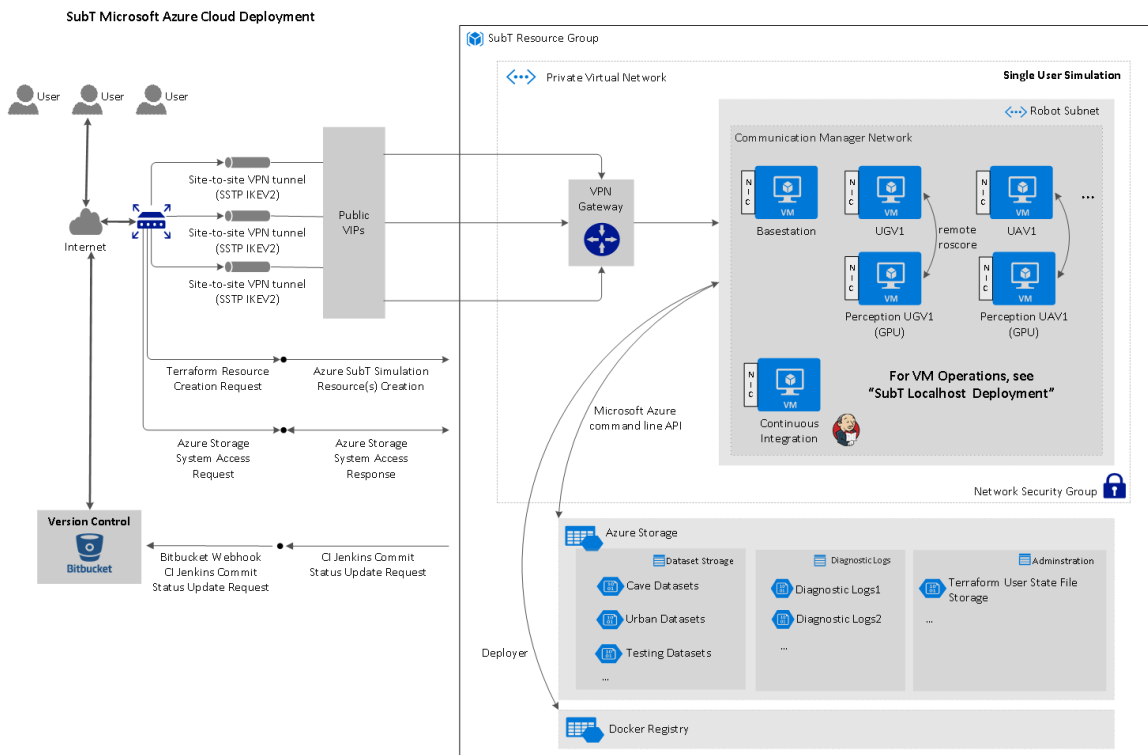 SubT Microsoft Azure Cloud Deployment
SubT Resource Group
Private Virtual Network
Single User Simulation
User
User
User
Robot Subnet
Communication Manager Network
Site-to-site VPN tunnel
(SSTP IKEV2)
Site-to-site VPN tunnel
(SSTP IKEV2)
Site-to-site VPN tunnel
(SSTP IKEV2)
Internet
Public
VIPs
VPN
Gateway
NIC
VM
Basestation
NIC
VM
UGV1
NIC
VM
UAV1
...
remote
roscore
NIC
VM
Perception UGV1
(GPU)
NIC
VM
Perception UAV1
(GPU)
Terraform Resource
Creation Request
Azure SubT Simulation
Resource(s) Creation
NIC
VM
Continuous
Integration
For VM Operations, see
“SubT Localhost Deployment”
Microsoft Azure
command line API
Azure Storage
System Access
Request
Azure Storage
System Access
Response
Network Security Group
Version Control
Bitbucket
Bitbucket Webhook
CI Jenkins Commit
Status Update Request
CI Jenkins Commit
Status Update Request
Azure Storage
Dataset Stroage
Cave Datasets
Urban Datasets
Testing Datasets
...
Diagnostic Logs
Diagnostic Logs1
Diagnostic Logs2
...
Adminstration
Terraform User State File
Storage
...
Deployer
Docker Registry